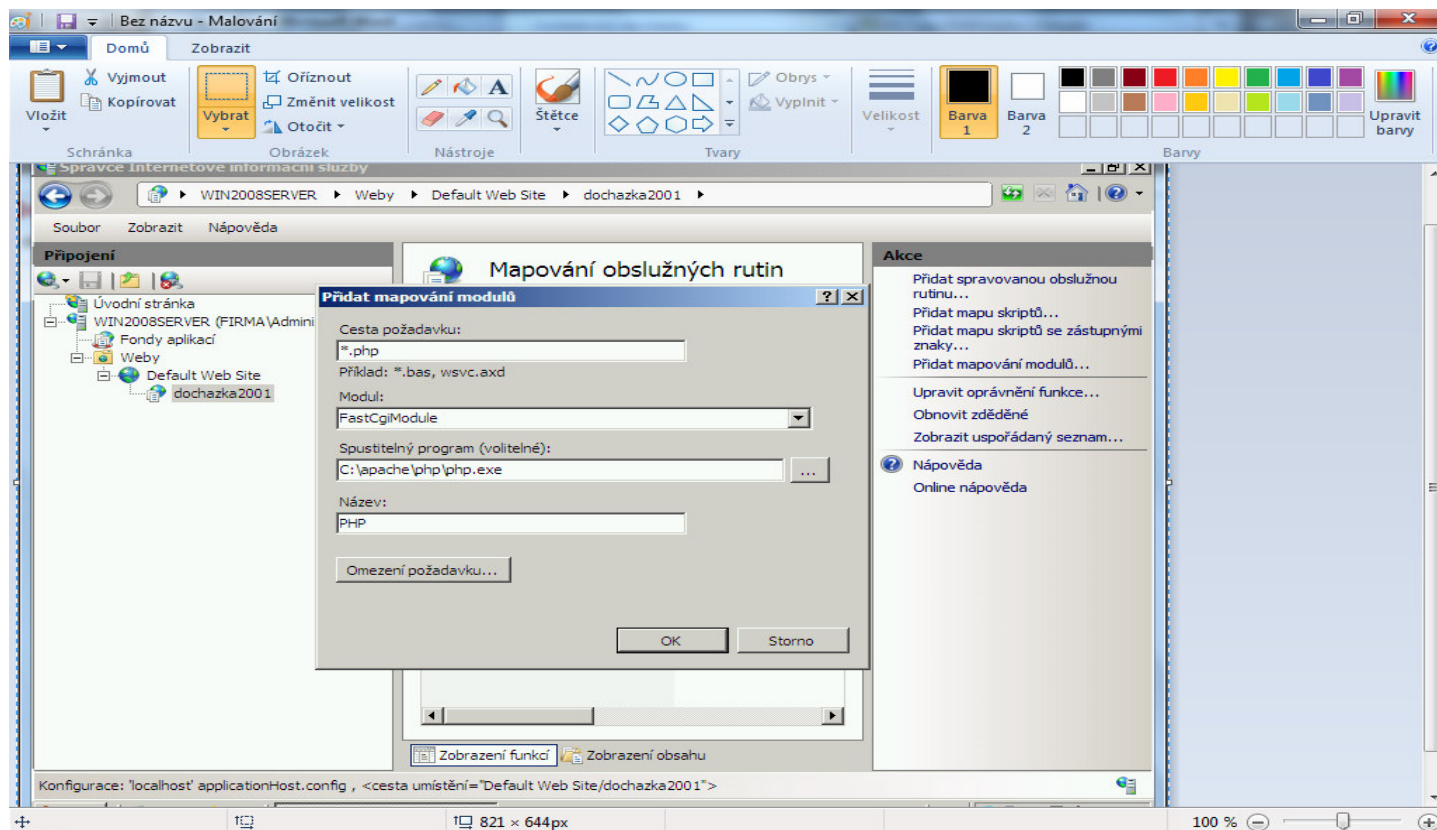 Bez názvu - Malování
Domů
Zobrazit
Vložit
Vyjmout
Kopírovat
Schránka
Vybrat
Oříznout
Změnit velikost
Otočit
Obrázek
A
Nástroje
Štětce
Obrys
Vyplnit
Tvary
Velikost
Barva 1
Barva 2
Upravit barvy
Barvy
Správce Internetové informační služby
WIN2008SERVER
Weby
Default Web Site
dochazka2001
Soubor
Zobrazit
Nápověda
Připojení
Úvodní stránka
WIN2008SERVER (FIRMA\Admini
Fondy aplikací
Weby
Default Web Site
dochazka2001
Mapování obslužných rutin
Přidat mapování modulů
Cesta požadavku:
*.php
Příklad: *.bas, wsvc.axd
Modul:
FastCgiModule
Spustitelný program (volitelné):
C:\apache\php\php.exe
...
Název:
PHP
Omezení požadavku...
OK
Storno
Zobrazení funkcí
Zobrazení obsahu
Akce
Přidat spravovanou obslužnou
rutinu...
Přidat mapu skriptů...
Přidat mapu skriptů se zástupnými
znaky...
Přidat mapování modulů...
Upravit oprávnění funkce...
Obnovit zděděné
Zobrazit uspořádaný seznam...
Nápověda
Online nápověda
Konfigurace: 'localhost' applicationHost.config , <cesta umístění="Default Web Site/dochazka2001">
821 × 644px
100 %